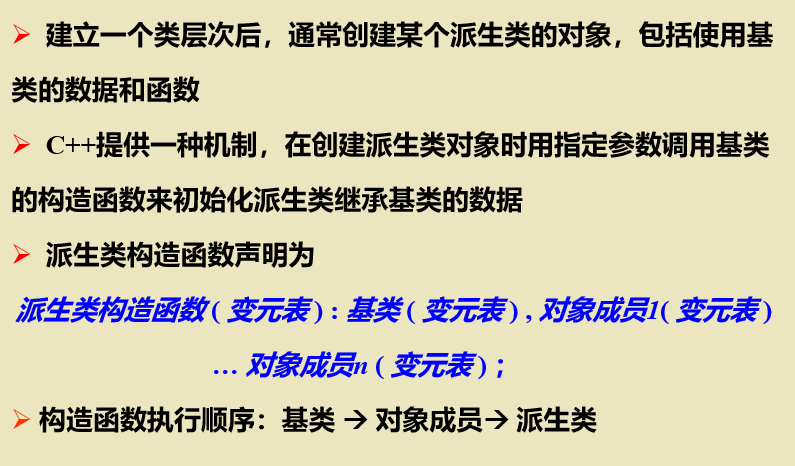 ➢ 建立一个类层次后，通常创建某个派生类的对象，包括使用基
类的数据和函数
➢ C++提供一种机制，在创建派生类对象时用指定参数调用基类
的构造函数来初始化派生类继承基类的数据
➢ 派生类构造函数声明为
派生类构造函数 ( 变元表 ) : 基类 ( 变元表 ) , 对象成员1( 变元表 )
… 对象成员n ( 变元表 ) ;
➢ 构造函数执行顺序：基类 → 对象成员→ 派生类